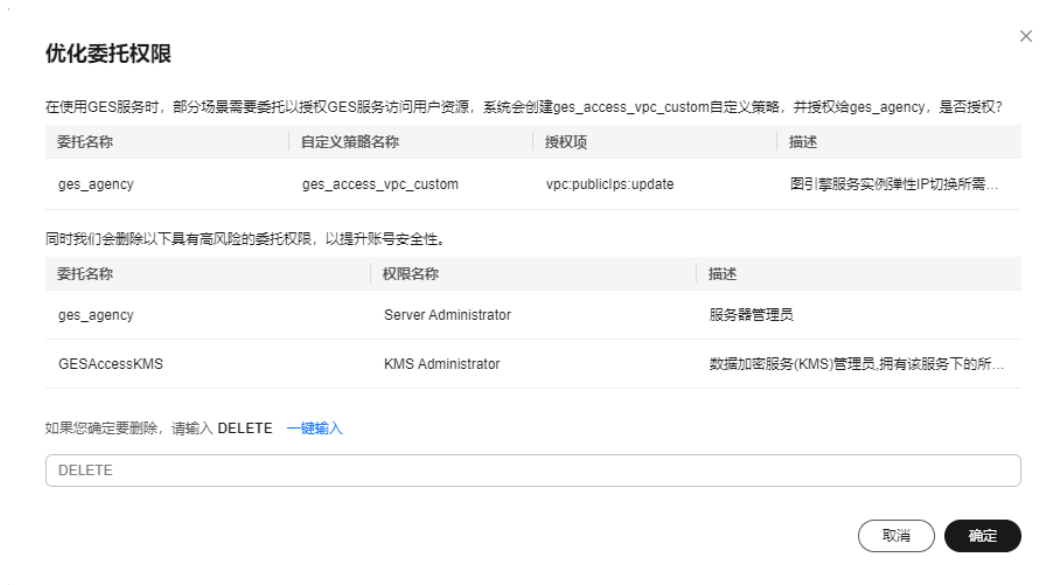 优化委托权限
在使用GES服务时，部分场景需要委托以授权GES服务访问用户资源，系统会创建ges_access_vpc_custom自定义策略，并授权给ges_agency，是否授权？
委托名称 自定义策略名称 授权项 描述
ges_agency ges_access_vpc_custom vpc:publicIps:update 图引擎服务实例弹性IP切换所需...
同时我们会删除以下具有高风险的委托权限，以提升账号安全性。
委托名称 权限名称 描述
ges_agency Server Administrator 服务器管理员
GESAccessKMS KMS Administrator 数据加密服务(KMS)管理员,拥有该服务下的所...
如果您确定要删除，请输入 DELETE 一键输入
DELETE
取消 确定